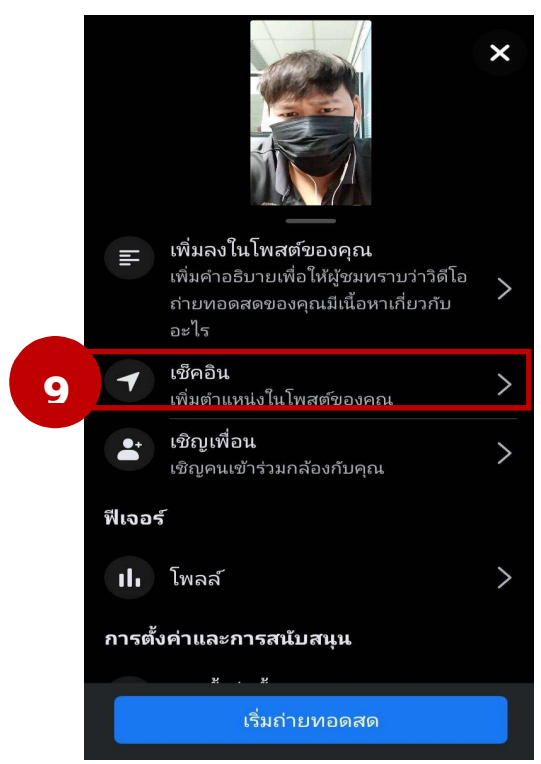 เพิ่มลงในโพสต์ของคุณ
เพิ่มคำอธิบายเพื่อให้ผู้ชมทราบว่าวิดีโอ
ถ่ายทอดสดของคุณมีเนื้อหาเกี่ยวกับ
อะไร
9
เช็คอิน
เพิ่มตำแหน่งในโพสต์ของคุณ
เชิญเพื่อน
เชิญคนเข้าร่วมกล้องกับคุณ
ฟีเจอร์
โพลล์
การตั้งค่าและการสนับสนุน
เริ่มถ่ายทอดสด